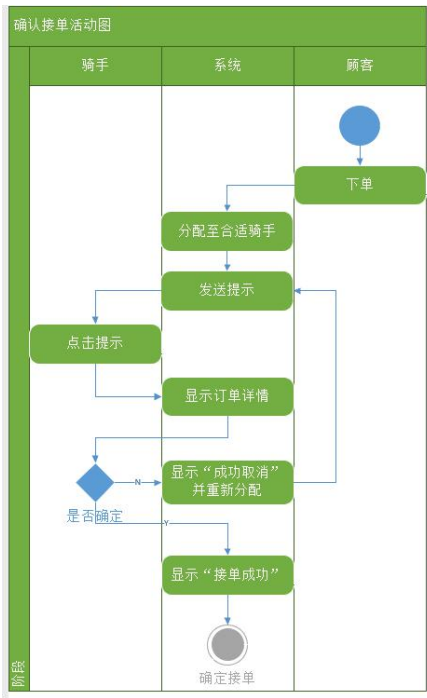 确认接单活动图
骑手
系统
顾客
下单
分配至合适骑手
发送提示
点击提示
显示订单详情
显示“成功取消”
并重新分配
N
是否确定
Y
显示“接单成功”
确定接单
阶段